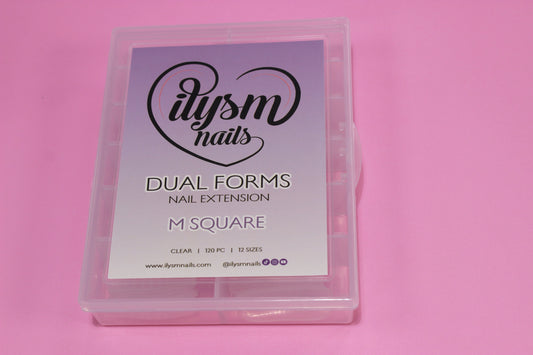 ilysm
nails
DUAL FORMS
NAIL EXTENSION
M SQUARE
CLEAR | 120 PC | 12 SIZES
www.ilysmnails.com @ilysmnails